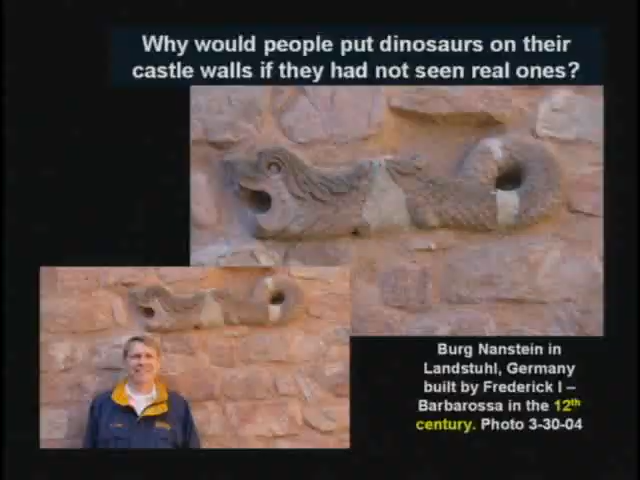 Why would people put dinosaurs on their
castle walls if they had not seen real ones?
Burg Nanstein in
Landstuhl, Germany
built by Frederick I –
Barbarossa in the 12th
century. Photo 3-30-04